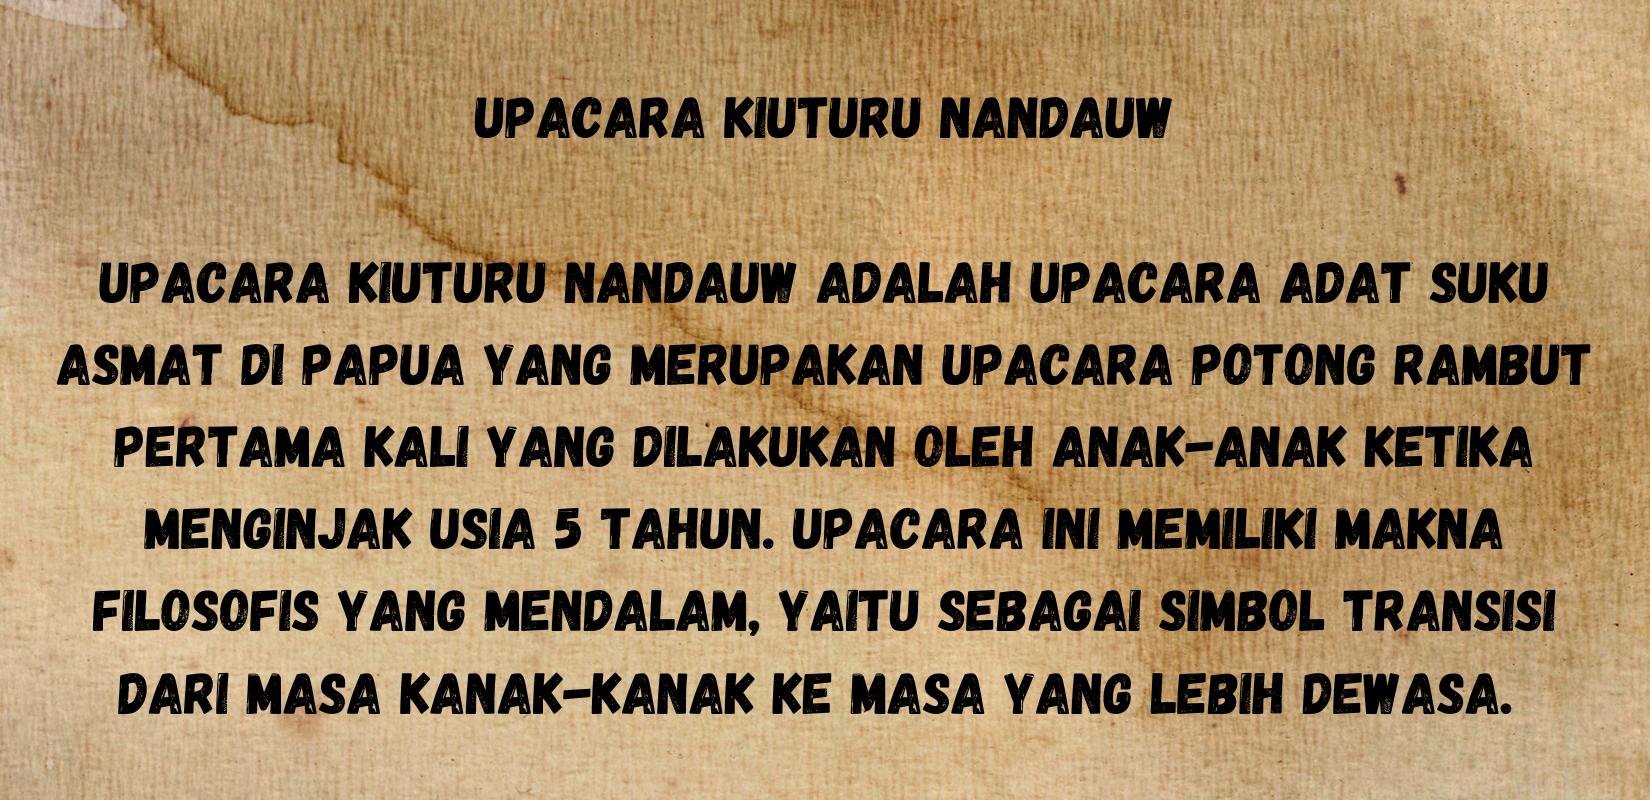 UPACARA KIUTURU NANDAUW
UPACARA KIUTURU NANDAUW ADALAH UPACARA ADAT SUKU
ASMAT DI PAPUA YANG MERUPAKAN UPACARA POTONG RAMBUT
PERTAMA KALI YANG DILAKUKAN OLEH ANAK-ANAK KETIKA
MENGINJAK USIA 5 TAHUN. UPACARA INI MEMILIKI MAKNA
FILOSOFIS YANG MENDALAM, YAITU SEBAGAI SIMBOL TRANSISI
DARI MASA KANAK-KANAK KE MASA YANG LEBIH DEWASA.